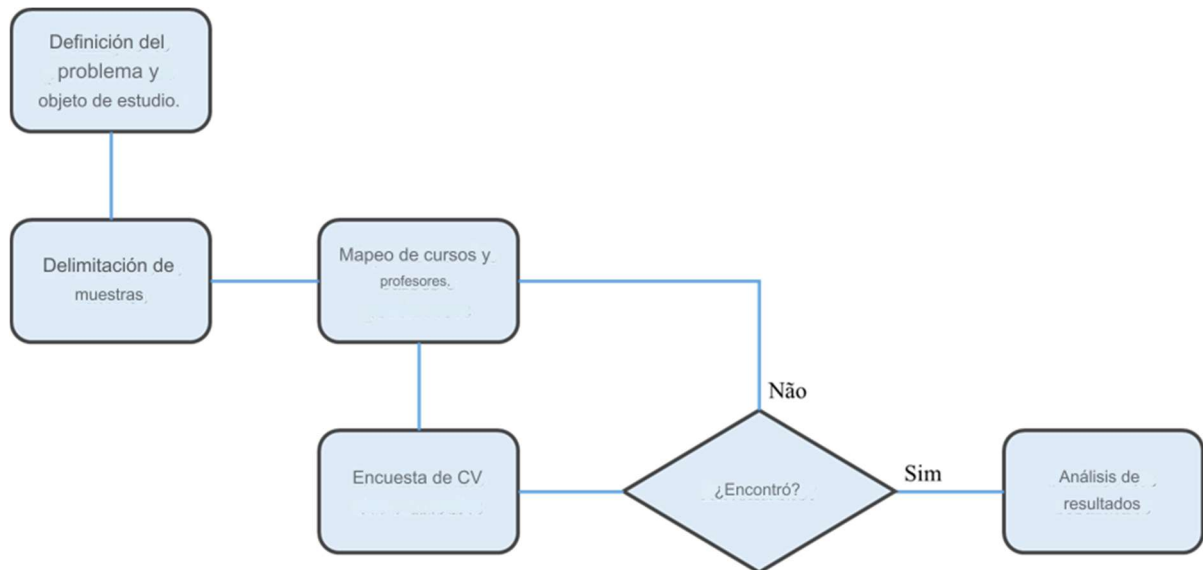 Definición del
problema y
objeto de estudio.
Delimitación de
muestras
Mapeo de cursos y
profesores.
Não
Encuesta de CV
¿Encontró?
Sim
Análisis de
resultados